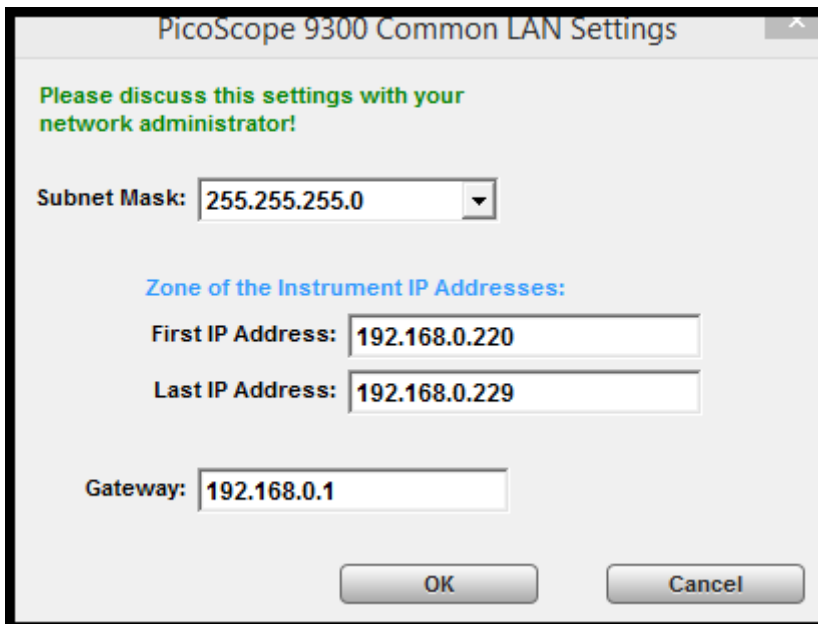 PicoScope 9300 Common LAN Settings
Please discuss this settings with your
network administrator!
Subnet Mask: 255.255.255.0
Zone of the Instrument IP Addresses:
First IP Address: 192.168.0.220
Last IP Address: 192.168.0.229
Gateway: 192.168.0.1
OK Cancel